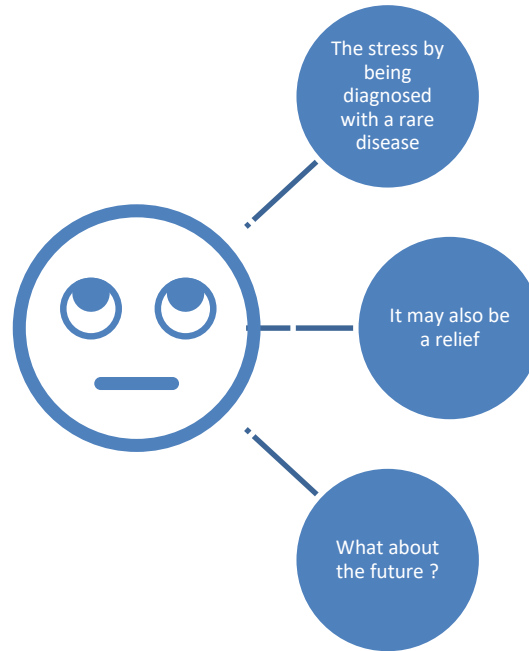 The stress by
being
diagnosed
with a rare
disease
It may also be
a relief
What about
the future ?